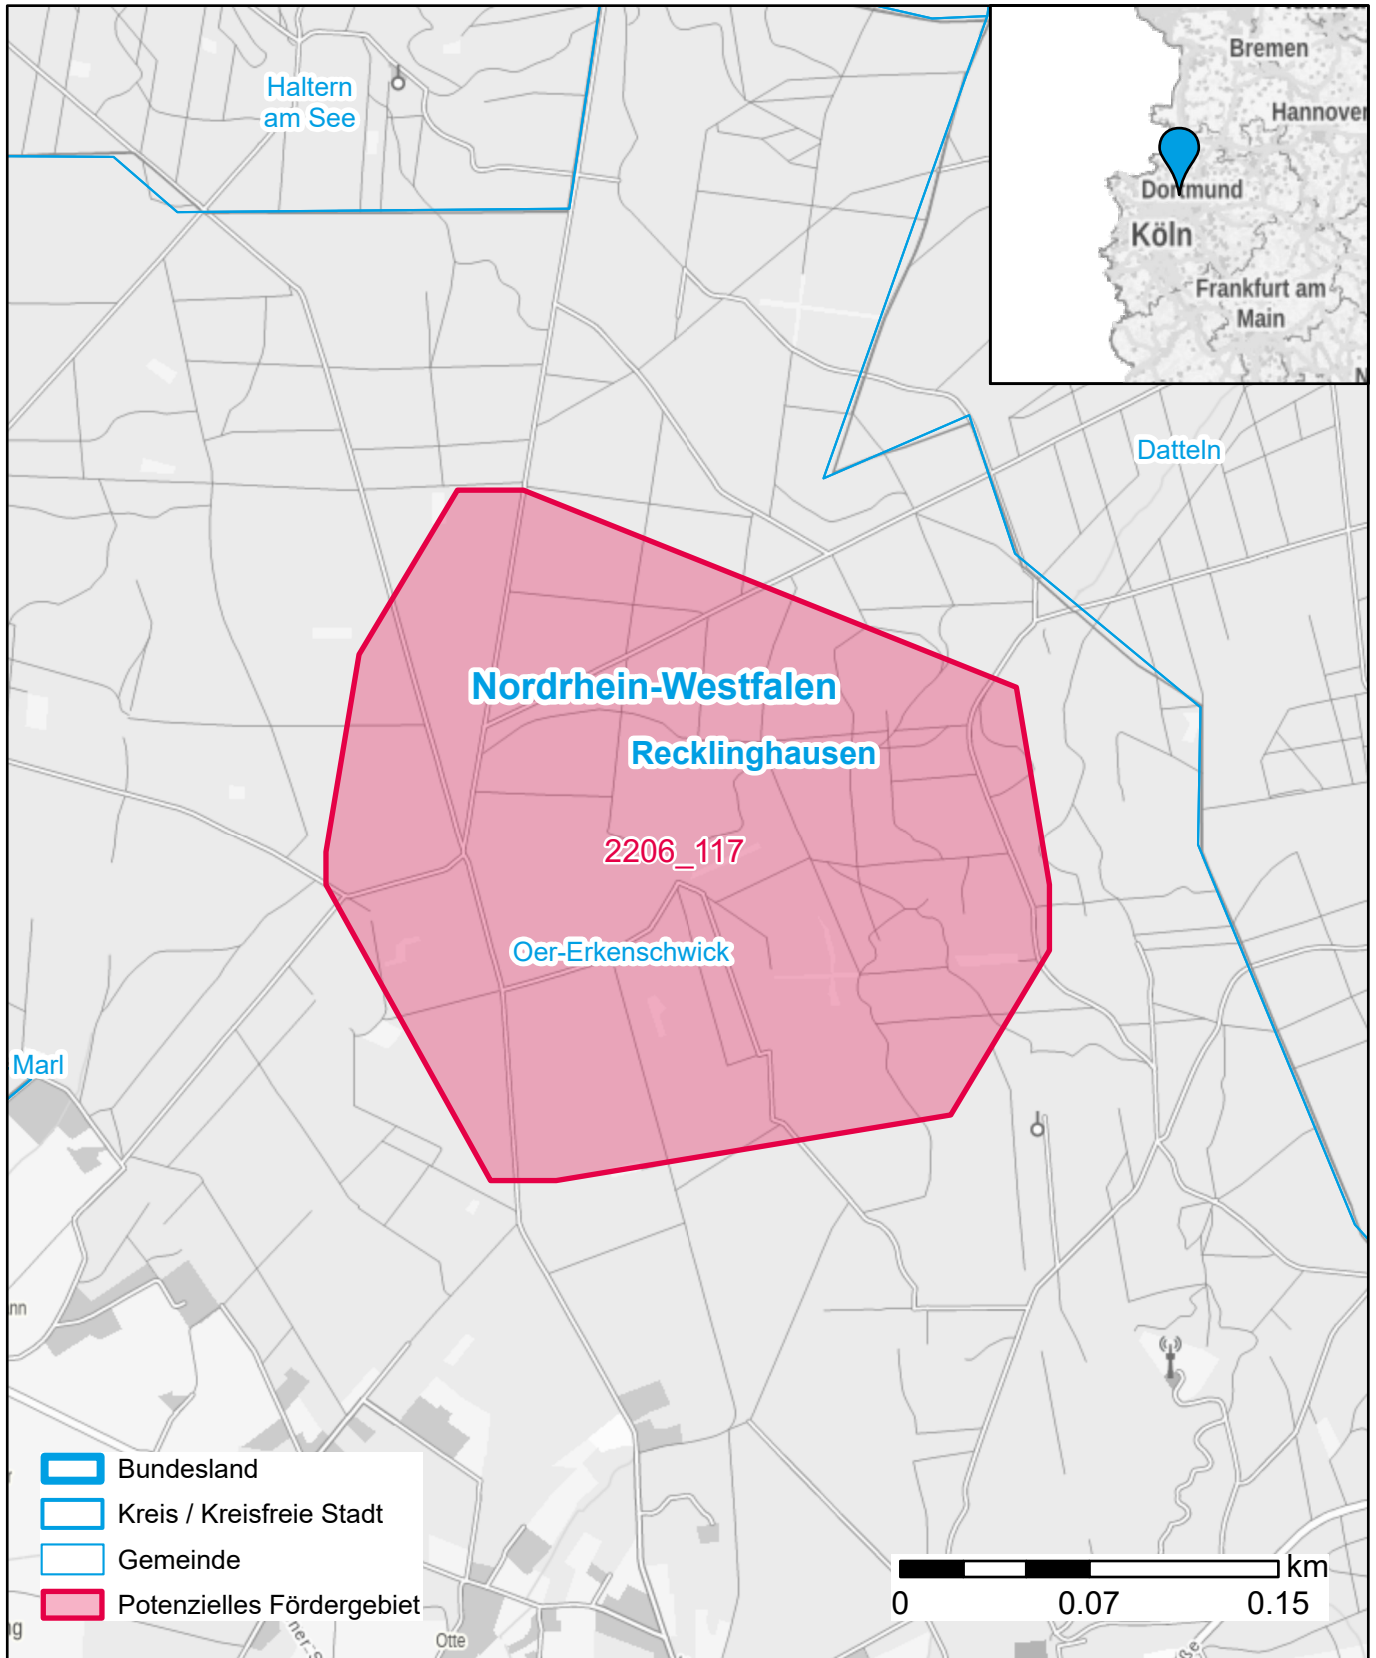 Haltern
am See
Bremen
Hannover
Dortmund
Köln
Frankfurt am
Main
Datteln
Nordrhein-Westfalen
Recklinghausen
2206_117
Oer-Erkenschwick
Marl
nn
Bundesland
Kreis / Kreisfreie Stadt
Gemeinde
Potenzielles Fördergebiet
km
0
0.07
0.15
Otte